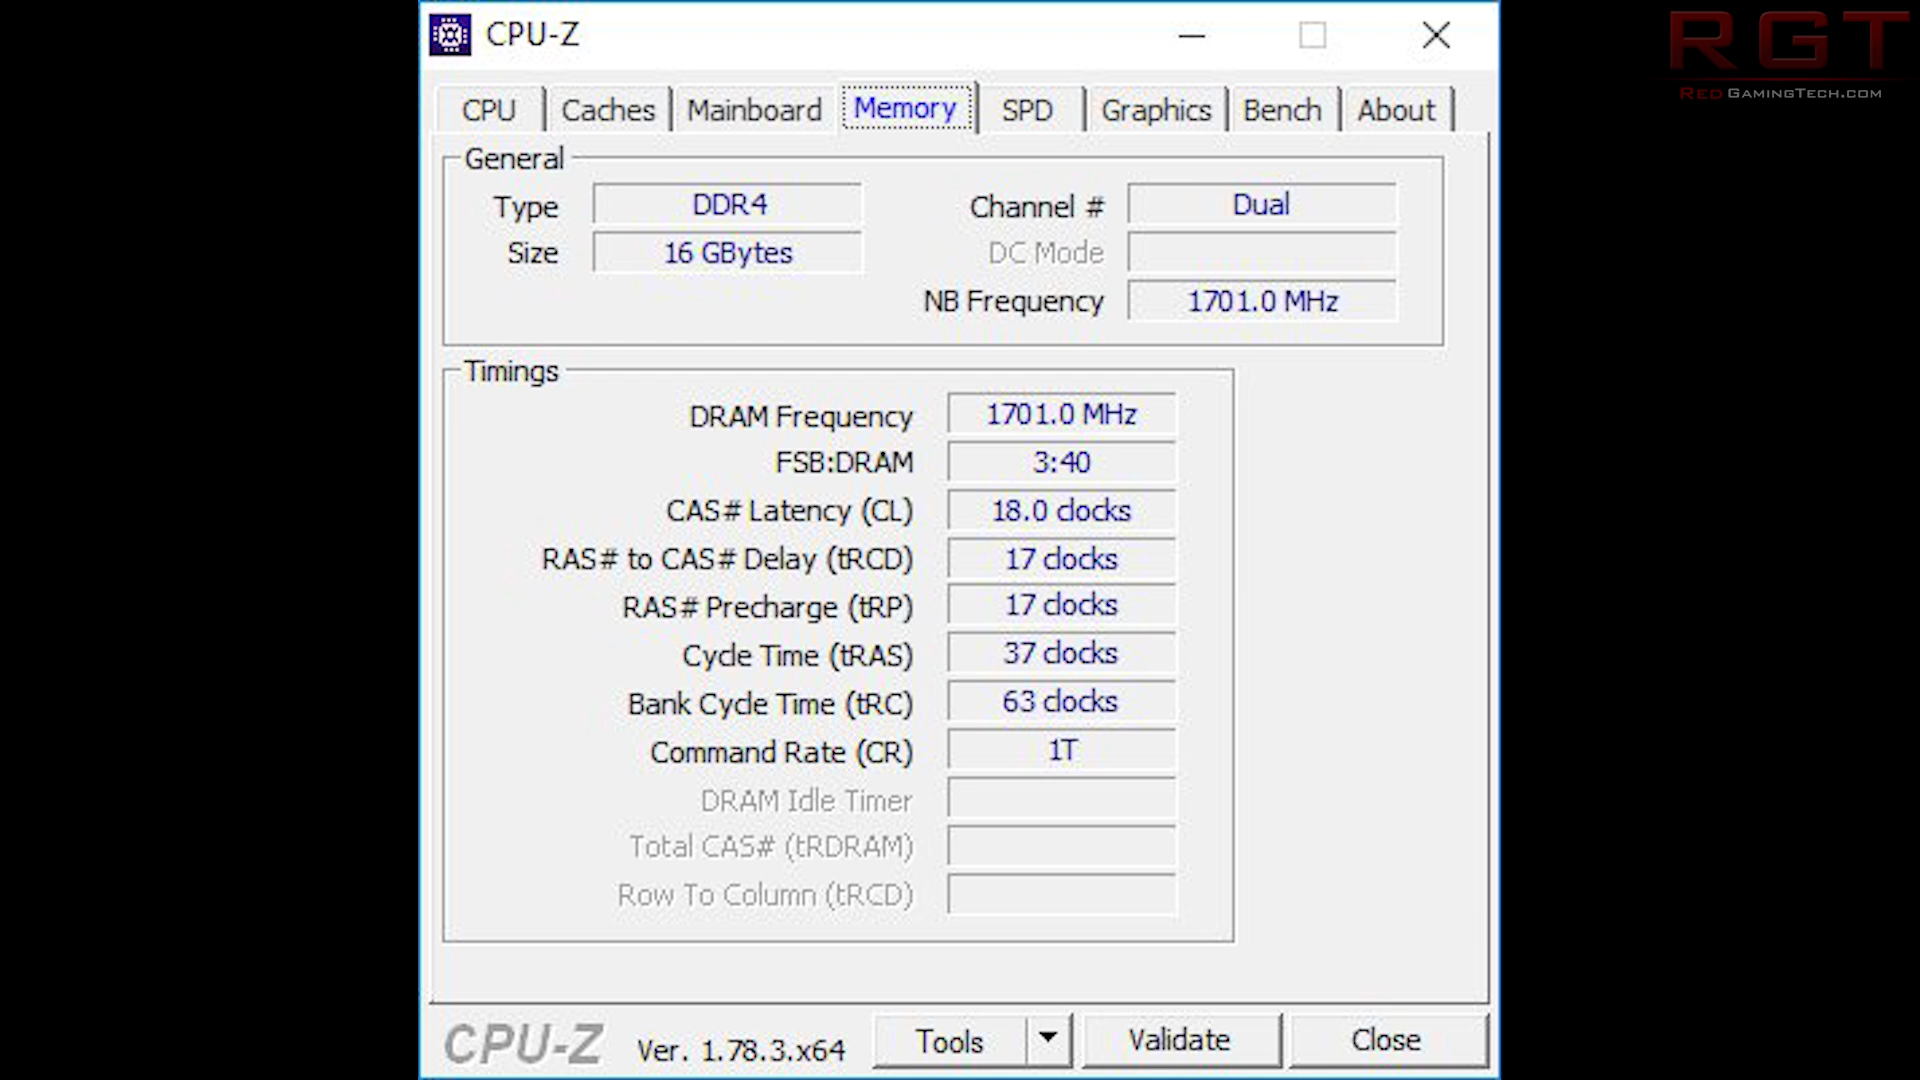 CPU-Z
RGT
REDGAMINGTECH.COM
CPU Caches Mainboard Memory SPD Graphics Bench About
General
Type DDR4 Channel # Dual
Size 16 GBytes DC Mode
NB Frequency 1701.0 MHz
Timings
DRAM Frequency 1701.0 MHz
FSB:DRAM 3:40
CAS# Latency (CL) 18.0 clocks
RAS# to CAS# Delay (tRCD) 17 clocks
RAS# Precharge (tRP) 17 clocks
Cycle Time (tRAS) 37 clocks
Bank Cycle Time (tRC) 63 clocks
Command Rate (CR) 1T
DRAM Idle Timer
Total CAS# (tRDRAM)
Row To Column (tRCD)
CPU-Z Ver. 1.78.3.x64 Tools Validate Close